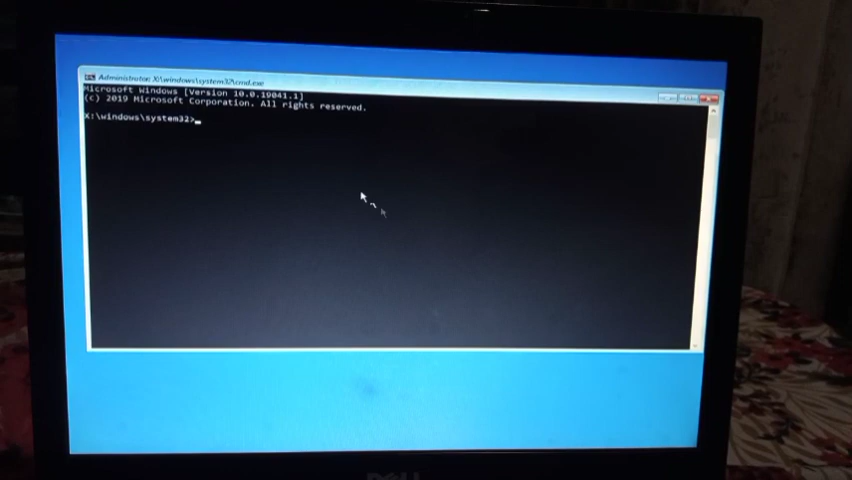 Administrator: X:\windows\system32\cmd.exe
Microsoft Windows [Version 10.0.19041.1]
(c) 2019 Microsoft Corporation. All rights reserved.
X:\windows\system32>
DELL